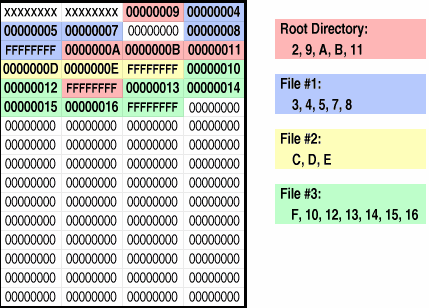 XXXXXXXX XXXXXXXX 00000009 00000004
00000005 00000007 00000000 00000008
FFFFFFFF 0000000A 0000000B 00000011
0000000D 0000000E FFFFFFFF 00000010
00000012 FFFFFFFF 00000013 00000014
00000015 00000016 FFFFFFFF 00000000
00000000 00000000 00000000 00000000
00000000 00000000 00000000 00000000
00000000 00000000 00000000 00000000
00000000 00000000 00000000 00000000
00000000 00000000 00000000 00000000
00000000 00000000 00000000 00000000
00000000 00000000 00000000 00000000
00000000 00000000 00000000 00000000
00000000 00000000 00000000 00000000
00000000 00000000 00000000 00000000
Root Directory:
2, 9, A, B, 11
File #1:
3, 4, 5, 7, 8
File #2:
C, D, E
File #3:
F, 10, 12, 13, 14, 15, 16